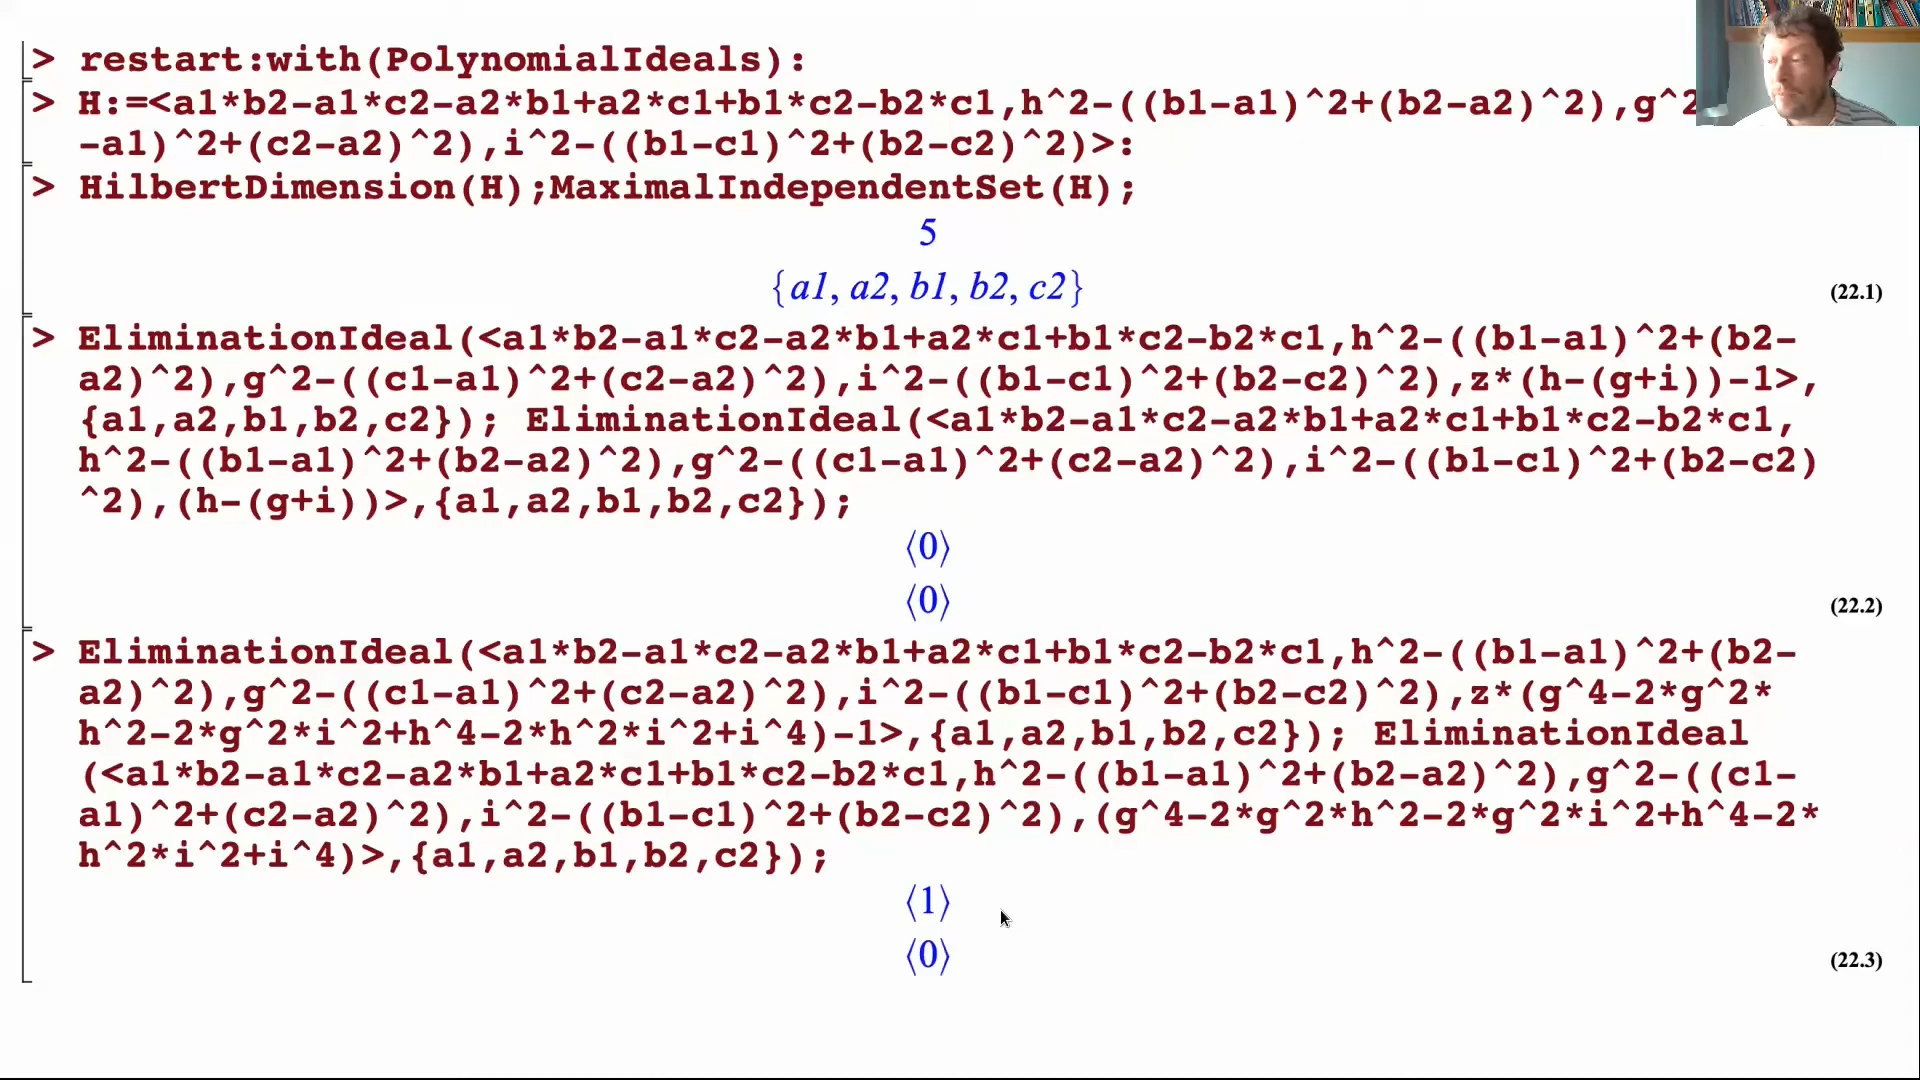 > restart:with(PolynomialIdeals):
> H:=<a1*b2-a1*c2-a2*b1+a2*c1+b1*c2-b2*c1,h^2-((b1-a1)^2+(b2-a2)^2),g^2
-a1)^2+(c2-a2)^2),i^2-((b1-c1)^2+(b2-c2)^2)>:
> HilbertDimension(H);MaximalIndependentSet(H);
5
{a1, a2, b1, b2, c2}
(22.1)
> EliminationIdeal(<a1*b2-a1*c2-a2*b1+a2*c1+b1*c2-b2*c1,h^2-((b1-a1)^2+(b2-
a2)^2),g^2-((c1-a1)^2+(c2-a2)^2),i^2-((b1-c1)^2+(b2-c2)^2),z*(h-(g+i))-1>,
{a1,a2,b1,b2,c2}); EliminationIdeal(<a1*b2-a1*c2-a2*b1+a2*c1+b1*c2-b2*c1,
h^2-((b1-a1)^2+(b2-a2)^2),g^2-((c1-a1)^2+(c2-a2)^2),i^2-((b1-c1)^2+(b2-c2)
^2),(h-(g+i))>,{a1,a2,b1,b2,c2});
⟨0⟩
⟨0⟩
(22.2)
> EliminationIdeal(<a1*b2-a1*c2-a2*b1+a2*c1+b1*c2-b2*c1,h^2-((b1-a1)^2+(b2-
a2)^2),g^2-((c1-a1)^2+(c2-a2)^2),i^2-((b1-c1)^2+(b2-c2)^2),z*(g^4-2*g^2*
h^2-2*g^2*i^2+h^4-2*h^2*i^2+i^4)-1>,{a1,a2,b1,b2,c2}); EliminationIdeal
(<a1*b2-a1*c2-a2*b1+a2*c1+b1*c2-b2*c1,h^2-((b1-a1)^2+(b2-a2)^2),g^2-((c1-
a1)^2+(c2-a2)^2),i^2-((b1-c1)^2+(b2-c2)^2),(g^4-2*g^2*h^2-2*g^2*i^2+h^4-2*
h^2*i^2+i^4)>,{a1,a2,b1,b2,c2});
⟨1⟩
⟨0⟩
(22.3)